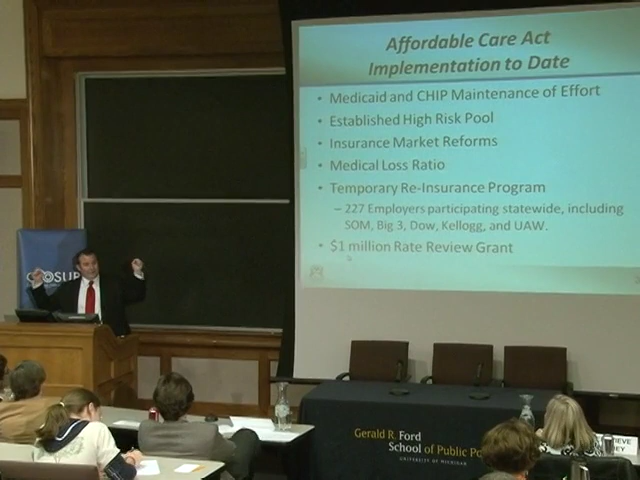 Affordable Care Act
Implementation to Date
• Medicaid and CHIP Maintenance of Effort
• Established High Risk Pool
• Insurance Market Reforms
• Medical Loss Ratio
• Temporary Re-Insurance Program
– 227 Employers participating statewide, including
SOM, Big 3, Dow, Kellogg, and UAW.
• $1 million Rate Review Grant
Gerald R. Ford
School of Public
UNIVERSITY OF MICHIGAN